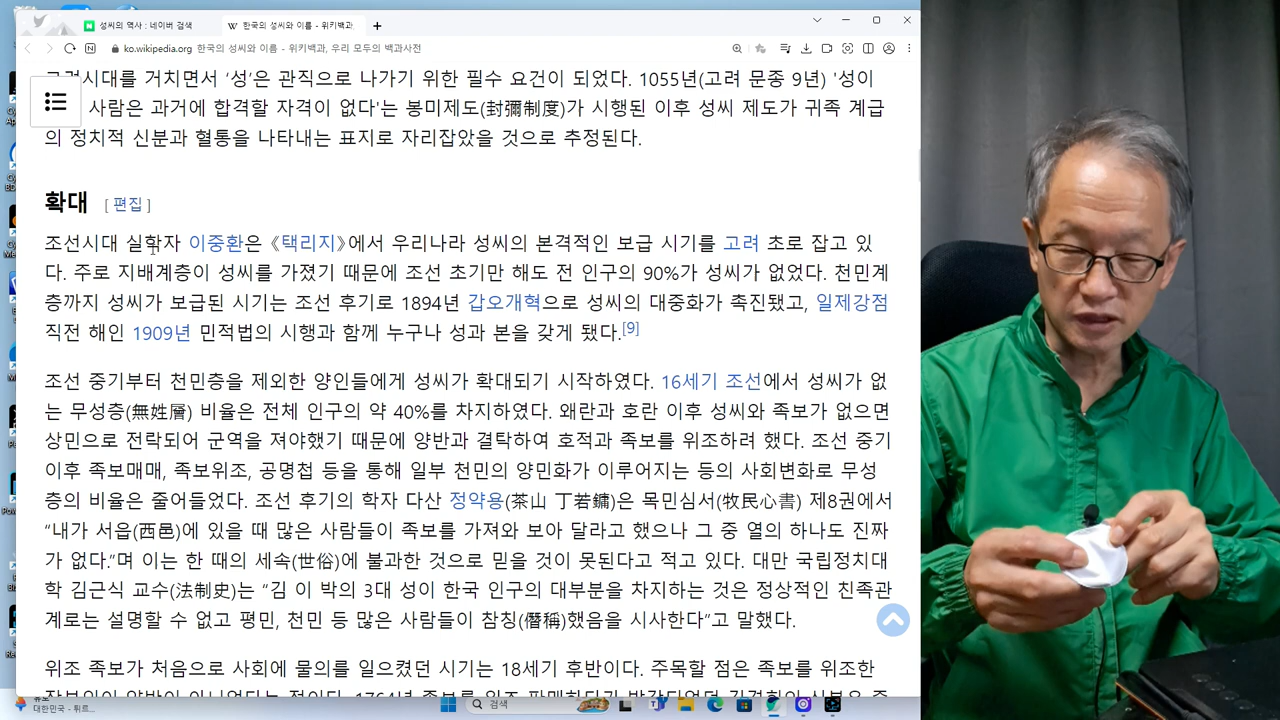 성씨의 역사 : 네이버 검색
한국의 성씨와 이름 - 위키백과,
ko.wikipedia.org 한국의 성씨와 이름 - 위키백과, 우리 모두의 백과사전
고려시대를 거치면서 '성'은 관직으로 나가기 위한 필수 요건이 되었다. 1055년(고려 문종 9년) '성이
사람은 과거에 합격할 자격이 없다'는 봉미제도(封彌制度)가 시행된 이후 성씨 제도가 귀족 계급
의 정치적 신분과 혈통을 나타내는 표지로 자리잡았을 것으로 추정된다.
확대 [편집]
조선시대 실학자 이중환은 《택리지》에서 우리나라 성씨의 본격적인 보급 시기를 고려 초로 잡고 있
다. 주로 지배계층이 성씨를 가졌기 때문에 조선 초기만 해도 전 인구의 90%가 성씨가 없었다. 천민계
층까지 성씨가 보급된 시기는 조선 후기로 1894년 갑오개혁으로 성씨의 대중화가 촉진됐고, 일제강점
직전 해인 1909년 민적법의 시행과 함께 누구나 성과 본을 갖게 됐다.[9]
조선 중기부터 천민층을 제외한 양인들에게 성씨가 확대되기 시작하였다. 16세기 조선에서 성씨가 없
는 무성층(無姓層) 비율은 전체 인구의 약 40%를 차지하였다. 왜란과 호란 이후 성씨와 족보가 없으면
상민으로 전락되어 군역을 져야했기 때문에 양반과 결탁하여 호적과 족보를 위조하려 했다. 조선 중기
이후 족보매매, 족보위조, 공명첩 등을 통해 일부 천민의 양민화가 이루어지는 등의 사회변화로 무성
층의 비율은 줄어들었다. 조선 후기의 학자 다산 정약용(茶山 丁若鏞)은 목민심서(牧民心書) 제8권에서
“내가 서읍(西邑)에 있을 때 많은 사람들이 족보를 가져와 보아 달라고 했으나 그 중 열의 하나도 진짜
가 없다.”며 이는 한 때의 세속(世俗)에 불과한 것으로 믿을 것이 못된다고 적고 있다. 대만 국립정치대
학 김근식 교수(法制史)는 “김 이 박의 3대 성이 한국 인구의 대부분을 차지하는 것은 정상적인 친족관
계로는 설명할 수 없고 평민, 천민 등 많은 사람들이 참칭(僭稱)했음을 시사한다”고 말했다.
위조 족보가 처음으로 사회에 물의를 일으켰던 시기는 18세기 후반이다. 주목할 점은 족보를 위조한
대한민국 - 튀르...
검색